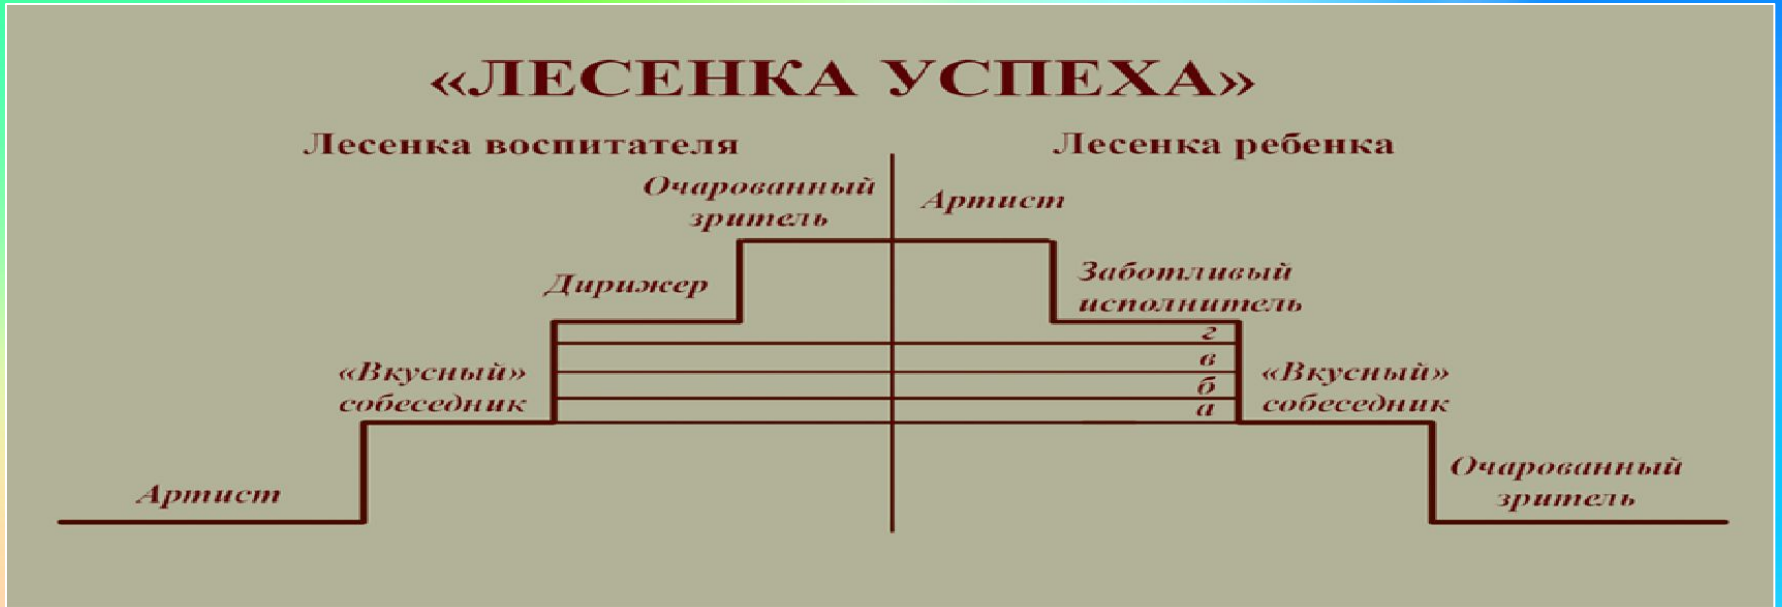 «ЛЕСЕНКА УСПЕХА»
Лесенка воспитателя
Лесенка ребенка
Очарованный
зритель
Артист
Дирижер
Заботливый
исполнитель
г
в
б
а
«Вкусный»
собеседник
«Вкусный»
собеседник
Артист
Очарованный
зритель